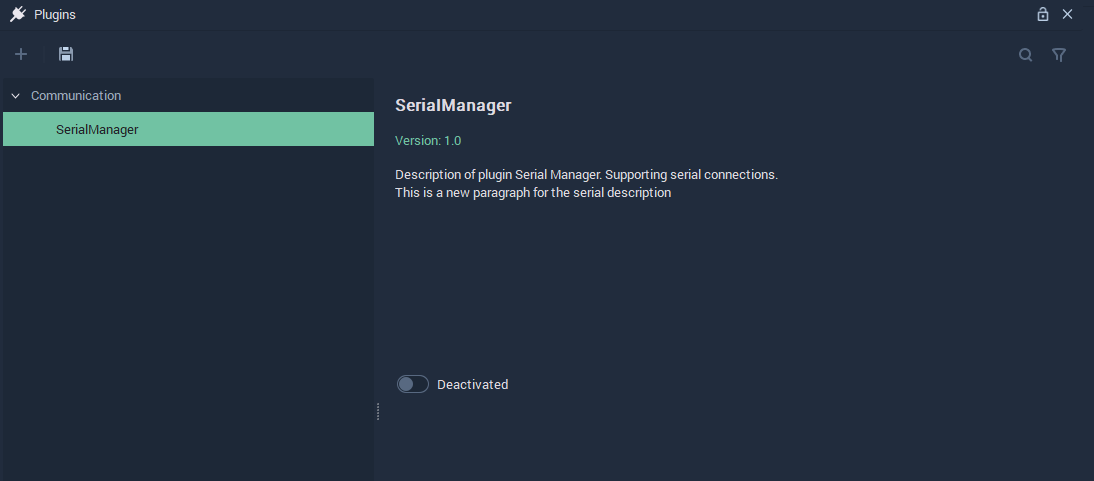 Plugins
Communication
SerialManager
SerialManager
Version: 1.0
Description of plugin Serial Manager. Supporting serial connections.
This is a new paragraph for the serial description
Deactivated